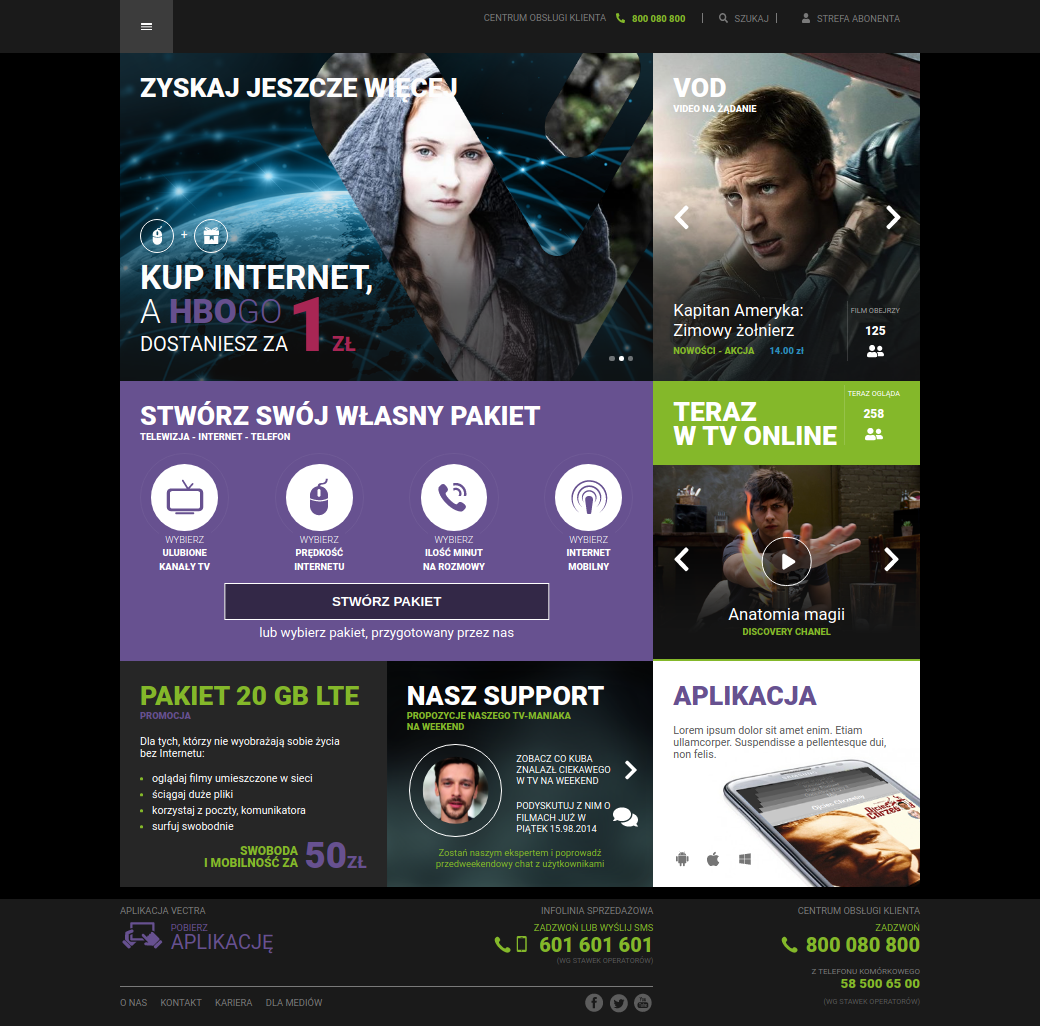 CENTRUM OBSŁUGI KLIENTA 800 080 800 | SZUKAJ | STREFA ABONENTA
ZYSKAJ JESZCZE WIĘCEJ
+
KUP INTERNET,
A HBOGO
DOSTANIESZ ZA 1 ZŁ
VOD
VIDEO NA ŻĄDANIE
Kapitan Ameryka:
Zimowy żołnierz
NOWOŚCI - AKCJA 14.00 zł
FILM OBEJRZY
125
STWÓRZ SWÓJ WŁASNY PAKIET
TELEWIZJA - INTERNET - TELEFON
WYBIERZ
ULUBIONE
KANAŁY TV
WYBIERZ
PRĘDKOŚĆ
INTERNETU
WYBIERZ
ILOŚĆ MINUT
NA ROZMOWY
WYBIERZ
INTERNET
MOBILNY
STWÓRZ PAKIET
lub wybierz pakiet, przygotowany przez nas
TERAZ
W TV ONLINE
TERAZ OGLĄDA
258
Anatomia magii
DISCOVERY CHANEL
PAKIET 20 GB LTE
PROMOCJA
Dla tych, którzy nie wyobrażają sobie życia
bez Internetu:
• oglądaj filmy umieszczone w sieci
• ściągaj duże pliki
• korzystaj z poczty, komunikatora
• surfuj swobodnie
SWOBODA
I MOBILNOŚĆ ZA 50ZŁ
NASZ SUPPORT
PROPOZYCJE NASZEGO TV-MANIAKA
NA WEEKEND
ZOBACZ CO KUBA
ZNALAZŁ CIEKAWEGO
W TV NA WEEKEND
PODYSKUTUJ Z NIM O
FILMACH JUŻ W
PIĄTEK 15.98.2014
Zostań naszym ekspertem i poprowadź
przedweekendowy chat z użytkownikami
APLIKACJA
Lorem ipsum dolor sit amet enim. Etiam
ullamcorper. Suspendisse a pellentesque dui,
non felis.
APLIKACJA VECTRA
POBIERZ
APLIKACJĘ
INFOLINIA SPRZEDAŻOWA
ZADZWOŃ LUB WYŚLIJ SMS
601 601 601
(WG STAWEK OPERATORÓW)
CENTRUM OBSŁUGI KLIENTA
ZADZWOŃ
800 080 800
Z TELEFONU KOMÓRKOWEGO
58 500 65 00
(WG STAWEK OPERATORÓW)
O NAS KONTAKT KARIERA DLA MEDIÓW